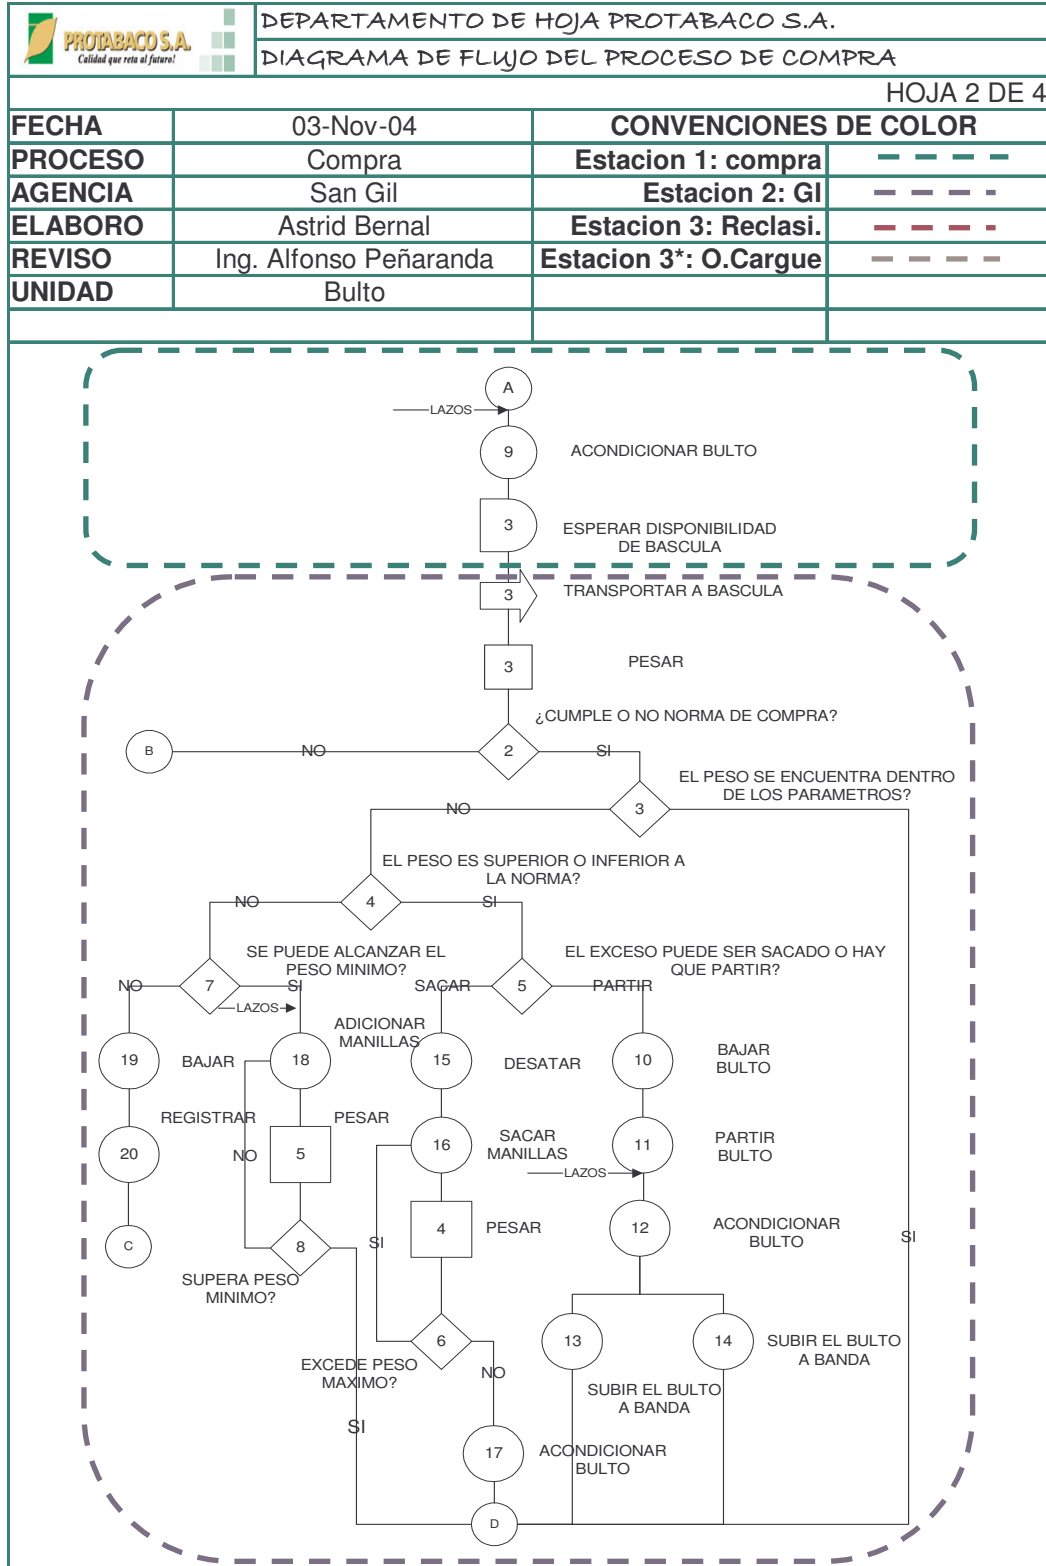 PROTABACO S.A.
Calidad que reta al futuro!
DEPARTAMENTO DE HOJA PROTABACO S.A.
DIAGRAMA DE FLUJO DEL PROCESO DE COMPRA
HOJA 2 DE 4
FECHA 03-Nov-04 CONVENCIONES DE COLOR
PROCESO Compra Estacion 1: compra
AGENCIA San Gil Estacion 2: GI
ELABORO Astrid Bernal Estacion 3: Reclasi.
REVISO Ing. Alfonso Peñaranda Estacion 3*: O.Cargue
UNIDAD Bulto
A
LAZOS
9 ACONDICIONAR BULTO
3 ESPERAR DISPONIBILIDAD
DE BASCULA
3 TRANSPORTAR A BASCULA
3 PESAR
¿CUMPLE O NO NORMA DE COMPRA?
B NO 2 SI
EL PESO SE ENCUENTRA DENTRO
DE LOS PARAMETROS?
NO 3
EL PESO ES SUPERIOR O INFERIOR A
LA NORMA?
NO 4 SI
SE PUEDE ALCANZAR EL
PESO MINIMO?
EL EXCESO PUEDE SER SACADO O HAY
QUE PARTIR?
NO 7 SI SACAR 5 PARTIR
LAZOS
ADICIONAR
MANILLAS
19 BAJAR 18 15 DESATAR 10 BAJAR
BULTO
REGISTRAR PESAR
20 NO 5 16 SACAR
MANILLAS
11 PARTIR
BULTO
LAZOS
C 8 SI 4 PESAR 12 ACONDICIONAR
BULTO
SI
SUPERA PESO
MINIMO?
6 13 14 SUBIR EL BULTO
A BANDA
EXCEDE PESO
MAXIMO?
NO
SUBIR EL BULTO
A BANDA
SI
17 ACONDICIONAR
BULTO
D